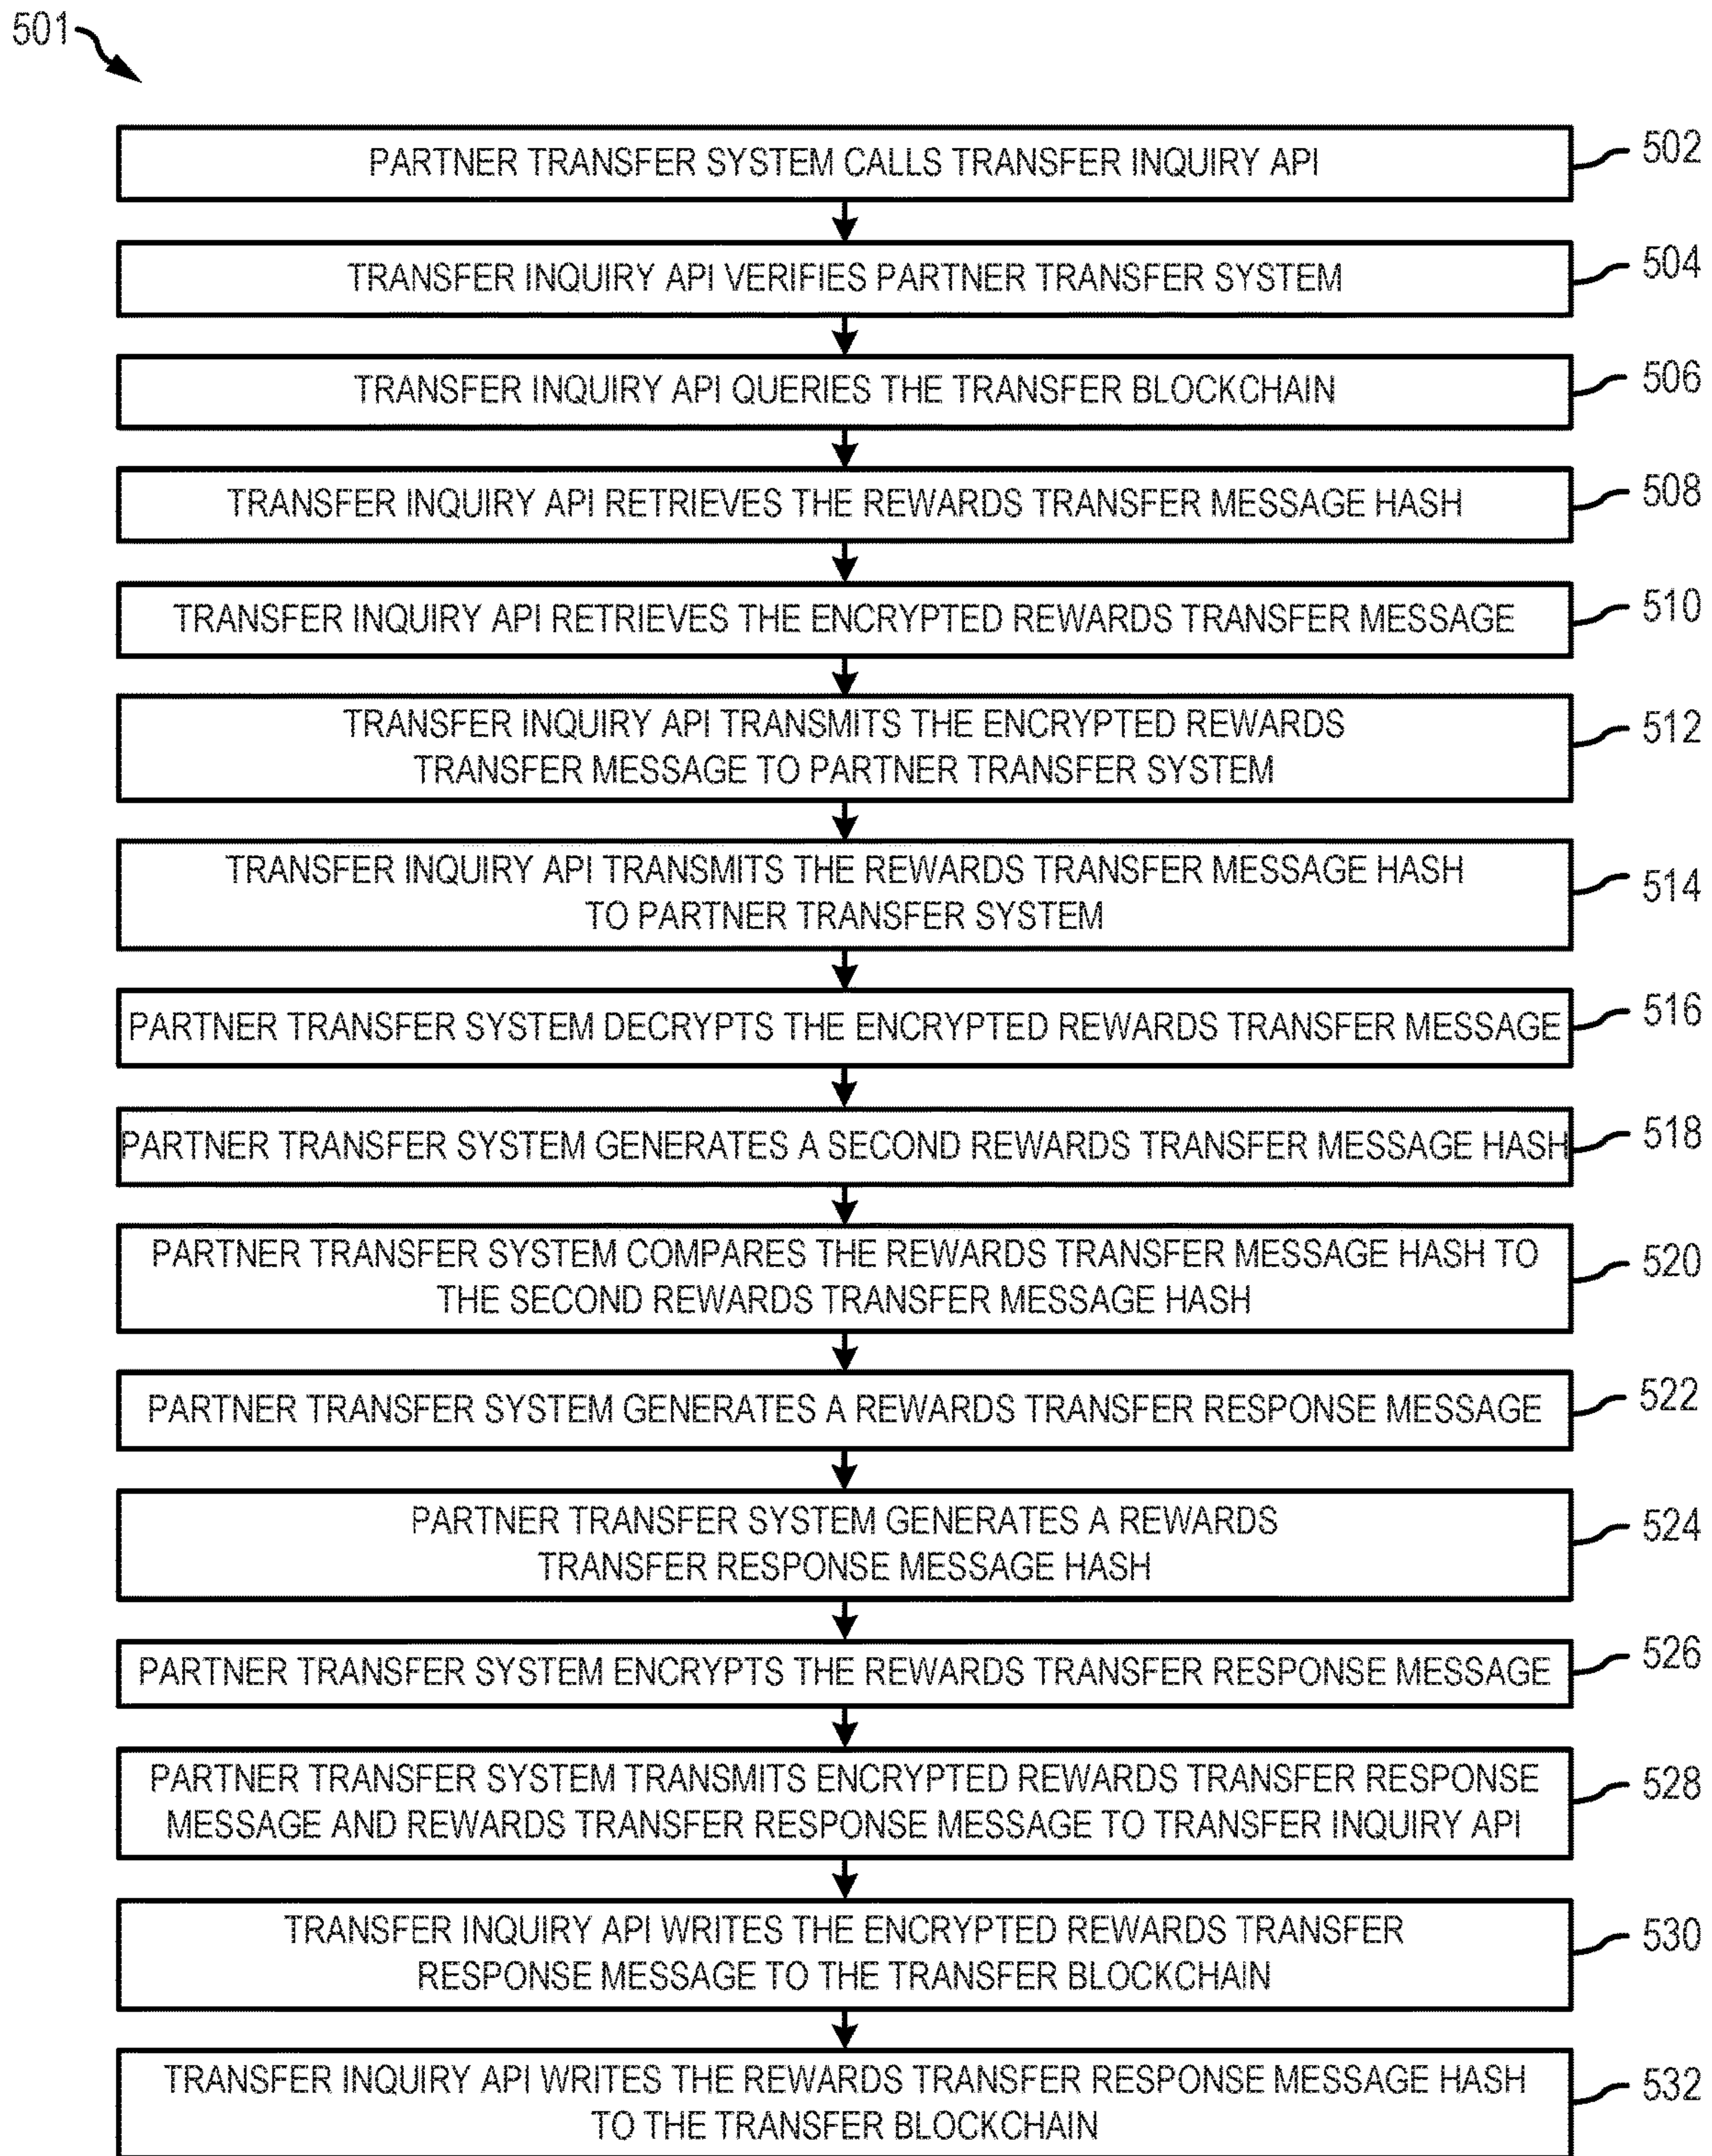 501
PARTNER TRANSFER SYSTEM CALLS TRANSFER INQUIRY API
502
TRANSFER INQUIRY API VERIFIES PARTNER TRANSFER SYSTEM
504
TRANSFER INQUIRY API QUERIES THE TRANSFER BLOCKCHAIN
506
TRANSFER INQUIRY API RETRIEVES THE REWARDS TRANSFER MESSAGE HASH
508
TRANSFER INQUIRY API RETRIEVES THE ENCRYPTED REWARDS TRANSFER MESSAGE
510
TRANSFER INQUIRY API TRANSMITS THE ENCRYPTED REWARDS
TRANSFER MESSAGE TO PARTNER TRANSFER SYSTEM
512
TRANSFER INQUIRY API TRANSMITS THE REWARDS TRANSFER MESSAGE HASH
TO PARTNER TRANSFER SYSTEM
514
PARTNER TRANSFER SYSTEM DECRYPTS THE ENCRYPTED REWARDS TRANSFER MESSAGE
516
PARTNER TRANSFER SYSTEM GENERATES A SECOND REWARDS TRANSFER MESSAGE HASH
518
PARTNER TRANSFER SYSTEM COMPARES THE REWARDS TRANSFER MESSAGE HASH TO
THE SECOND REWARDS TRANSFER MESSAGE HASH
520
PARTNER TRANSFER SYSTEM GENERATES A REWARDS TRANSFER RESPONSE MESSAGE
522
PARTNER TRANSFER SYSTEM GENERATES A REWARDS
TRANSFER RESPONSE MESSAGE HASH
524
PARTNER TRANSFER SYSTEM ENCRYPTS THE REWARDS TRANSFER RESPONSE MESSAGE
526
PARTNER TRANSFER SYSTEM TRANSMITS ENCRYPTED REWARDS TRANSFER RESPONSE
MESSAGE AND REWARDS TRANSFER RESPONSE MESSAGE TO TRANSFER INQUIRY API
528
TRANSFER INQUIRY API WRITES THE ENCRYPTED REWARDS TRANSFER
RESPONSE MESSAGE TO THE TRANSFER BLOCKCHAIN
530
TRANSFER INQUIRY API WRITES THE REWARDS TRANSFER RESPONSE MESSAGE HASH
TO THE TRANSFER BLOCKCHAIN
532